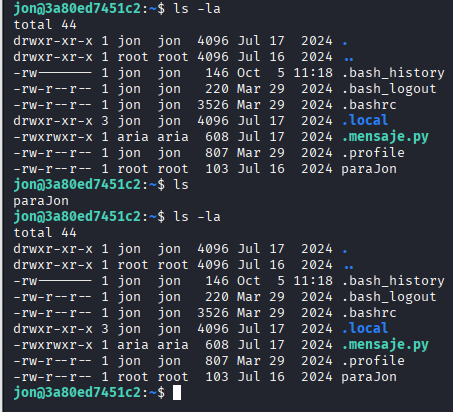 jon@3a80ed7451c2:~$ ls -la
total 44
drwxr-xr-x 1 jon  jon  4096 Jul 17  2024 .
drwxr-xr-x 1 root root 4096 Jul 16  2024 ..
-rw------- 1 jon  jon   146 Oct  5 11:18 .bash_history
-rw-r--r-- 1 jon  jon   220 Mar 29  2024 .bash_logout
-rw-r--r-- 1 jon  jon  3526 Mar 29  2024 .bashrc
drwxr-xr-x 3 jon  jon  4096 Jul 17  2024 .local
-rwxrwxr-x 1 aria aria  608 Jul 17  2024 .mensaje.py
-rw-r--r-- 1 jon  jon   807 Mar 29  2024 .profile
-rw-r--r-- 1 root root  103 Jul 16  2024 paraJon
jon@3a80ed7451c2:~$ ls
paraJon
jon@3a80ed7451c2:~$ ls -la
total 44
drwxr-xr-x 1 jon  jon  4096 Jul 17  2024 .
drwxr-xr-x 1 root root 4096 Jul 16  2024 ..
-rw------- 1 jon  jon   146 Oct  5 11:18 .bash_history
-rw-r--r-- 1 jon  jon   220 Mar 29  2024 .bash_logout
-rw-r--r-- 1 jon  jon  3526 Mar 29  2024 .bashrc
drwxr-xr-x 3 jon  jon  4096 Jul 17  2024 .local
-rwxrwxr-x 1 aria aria  608 Jul 17  2024 .mensaje.py
-rw-r--r-- 1 jon  jon   807 Mar 29  2024 .profile
-rw-r--r-- 1 root root  103 Jul 16  2024 paraJon
jon@3a80ed7451c2:~$